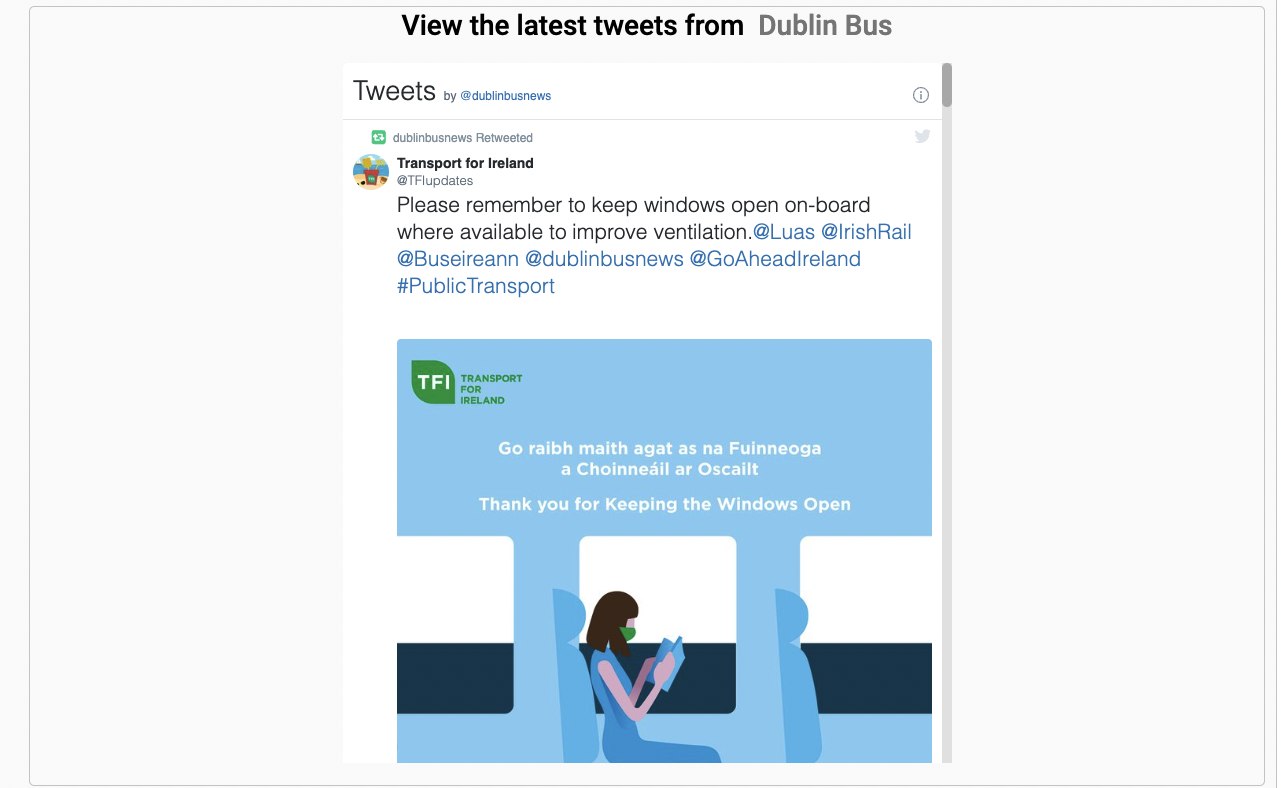 View the latest tweets from Dublin Bus
Tweets by @dublinbusnews
dublinbusnews Retweeted
Transport for Ireland
@TFIupdates
Please remember to keep windows open on-board
where available to improve ventilation.@Luas @IrishRail
@Buseireann @dublinbusnews @GoAheadIreland
#PublicTransport
TFI
TRANSPORT
FOR
IRELAND
Go raibh maith agat as na Fuinneoga
a Choinneáil ar Oscailt
Thank you for Keeping the Windows Open